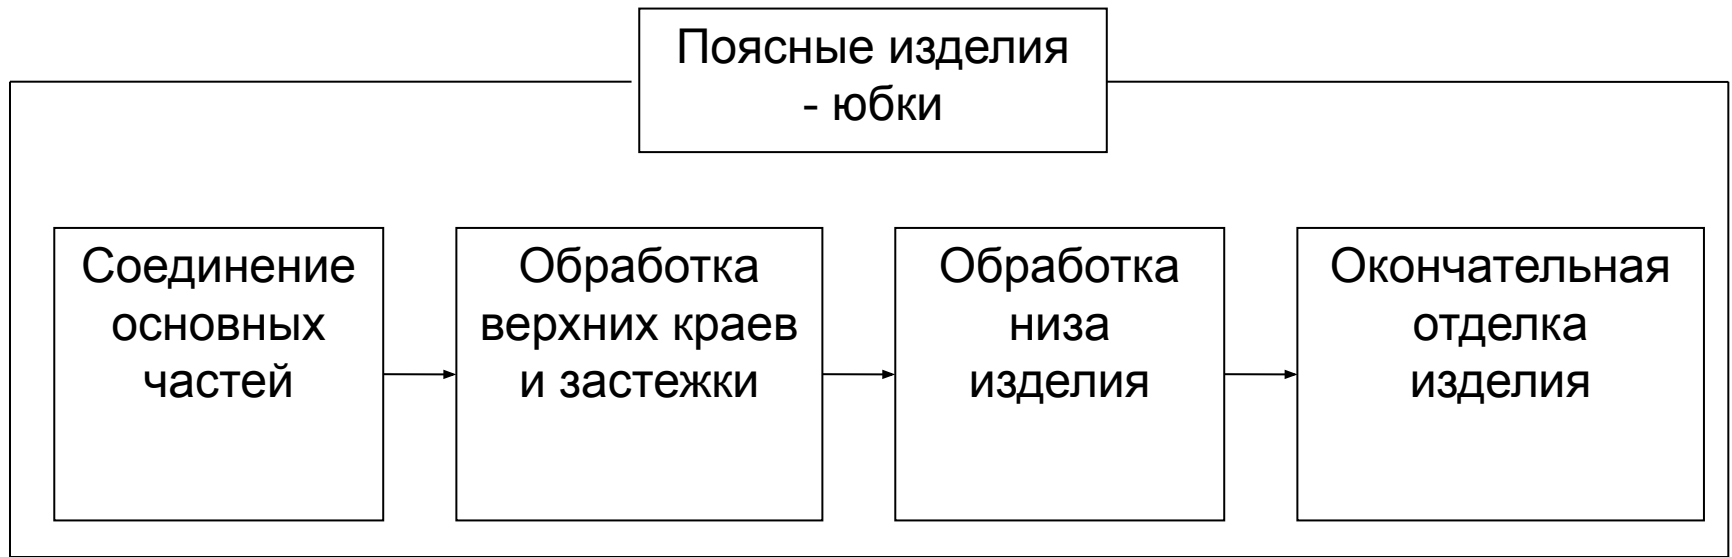 Поясные изделия
- юбки
Соединение
основных
частей
Обработка
верхних краев
и застежки
Обработка
низа
изделия
Окончательная
отделка
изделия